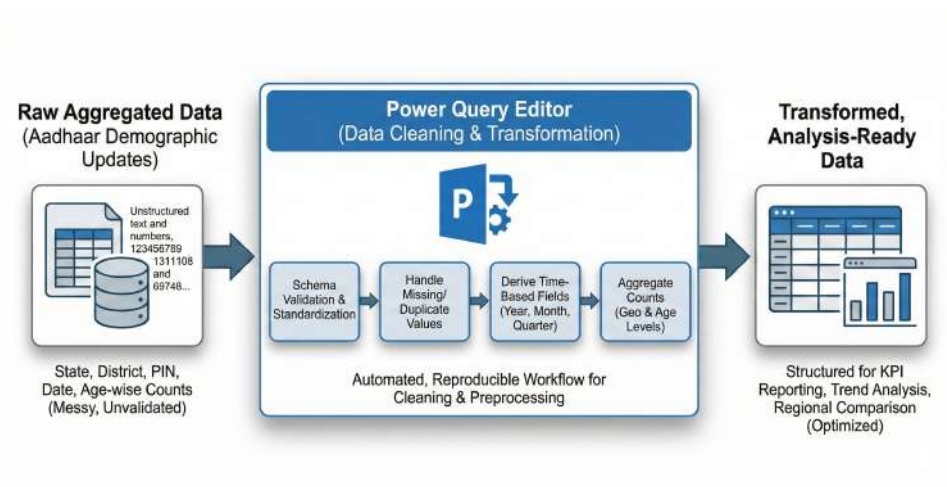 Raw Aggregated Data
(Aadhaar Demographic
Updates)
Unstructured
text and
numbers,
123456789
1311108
and
69748...
State, District, PIN,
Date, Age-wise Counts
(Messy, Unvalidated)
Power Query Editor
(Data Cleaning & Transformation)
P
Schema
Validation &
Standardization
Handle
Missing/
Duplicate
Values
Derive Time-
Based Fields
(Year, Month,
Quarter)
Aggregate
Counts
(Geo & Age
Levels)
Automated, Reproducible Workflow for
Cleaning & Preprocessing
Transformed,
Analysis-Ready
Data
Structured for KPI
Reporting, Trend Analysis,
Regional Comparison
(Optimized)